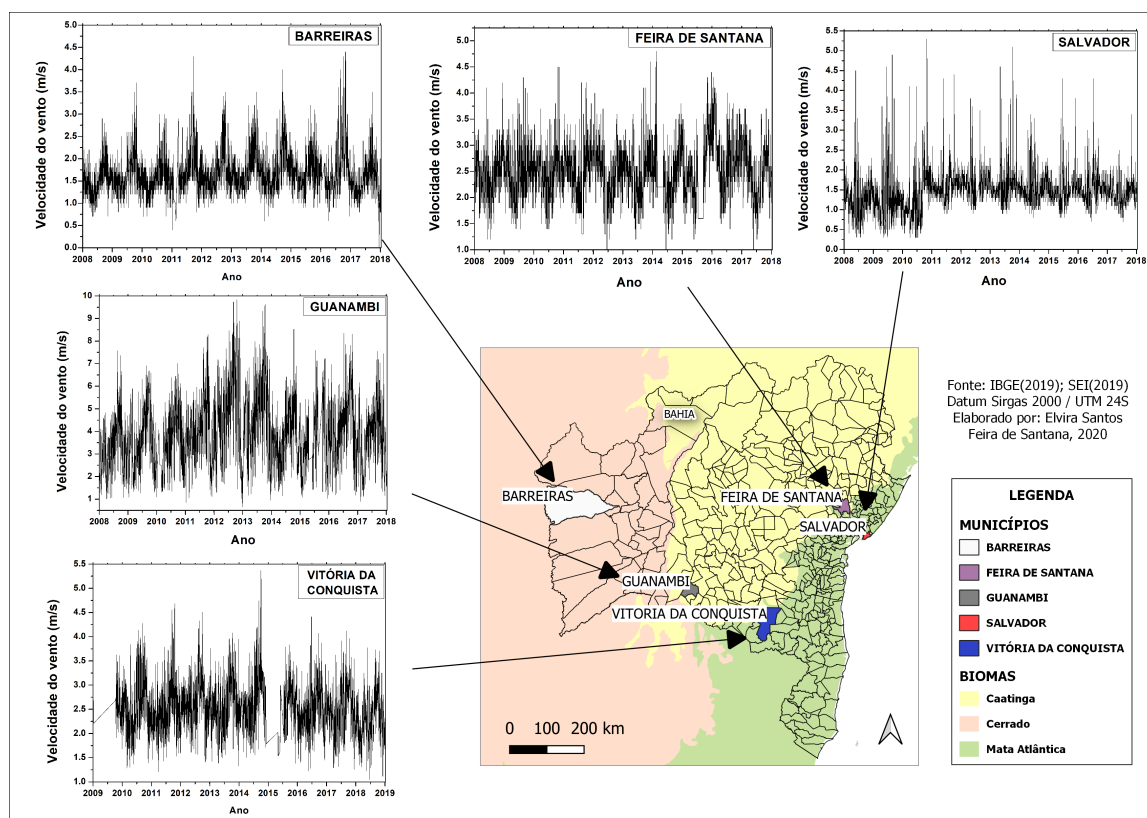 BARREIRAS
Velocidade do vento (m/s)
5.0
4.5
4.0
3.5
3.0
2.5
2.0
1.5
1.0
0.5
0.0
2008 2009 2010 2011 2012 2013 2014 2015 2016 2017 2018
Ano
FEIRA DE SANTANA
Velocidade do vento (m/s)
5.0
4.5
4.0
3.5
3.0
2.5
2.0
1.5
1.0
2008 2009 2010 2011 2012 2013 2014 2015 2016 2017 2018
Ano
SALVADOR
Velocidade do vento (m/s)
5.5
5.0
4.5
4.0
3.5
3.0
2.5
2.0
1.5
1.0
0.5
0.0
2008 2009 2010 2011 2012 2013 2014 2015 2016 2017 2018
Ano
GUANAMBI
Velocidade do vento (m/s)
10
9
8
7
6
5
4
3
2
1
0
2008 2009 2010 2011 2012 2013 2014 2015 2016 2017 2018
Ano
VITÓRIA DA
CONQUISTA
Velocidade do vento (m/s)
5.5
5.0
4.5
4.0
3.5
3.0
2.5
2.0
1.5
1.0
2009 2010 2011 2012 2013 2014 2015 2016 2017 2018 2019
Ano
BAHIA
BARREIRAS
FEIRA DE SANTANA
SALVADOR
GUANAMBI
VITORIA DA CONQUISTA
0 100 200 km
Fonte: IBGE(2019); SEI(2019)
Datum Sirgas 2000 / UTM 24S
Elaborado por: Elvira Santos
Feira de Santana, 2020
LEGENDA
MUNICÍPIOS
BARREIRAS
FEIRA DE SANTANA
GUANAMBI
SALVADOR
VITÓRIA DA CONQUISTA
BIOMAS
Caatinga
Cerrado
Mata Atlântica